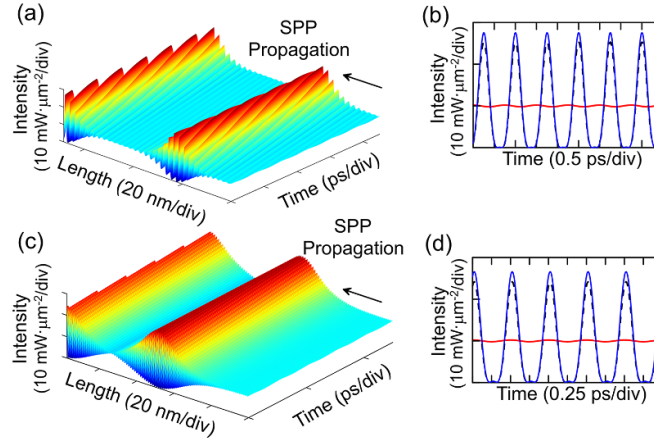 (a)
SPP
Propagation
Intensity
(10 mW·μm⁻²/div)
Length (20 nm/div)
Time (ps/div)
(b)
Intensity
(10 mW·μm⁻²/div)
Time (0.5 ps/div)
(c)
SPP
Propagation
Intensity
(10 mW·μm⁻²/div)
Length (20 nm/div)
Time (ps/div)
(d)
Intensity
(10 mW·μm⁻²/div)
Time (0.25 ps/div)